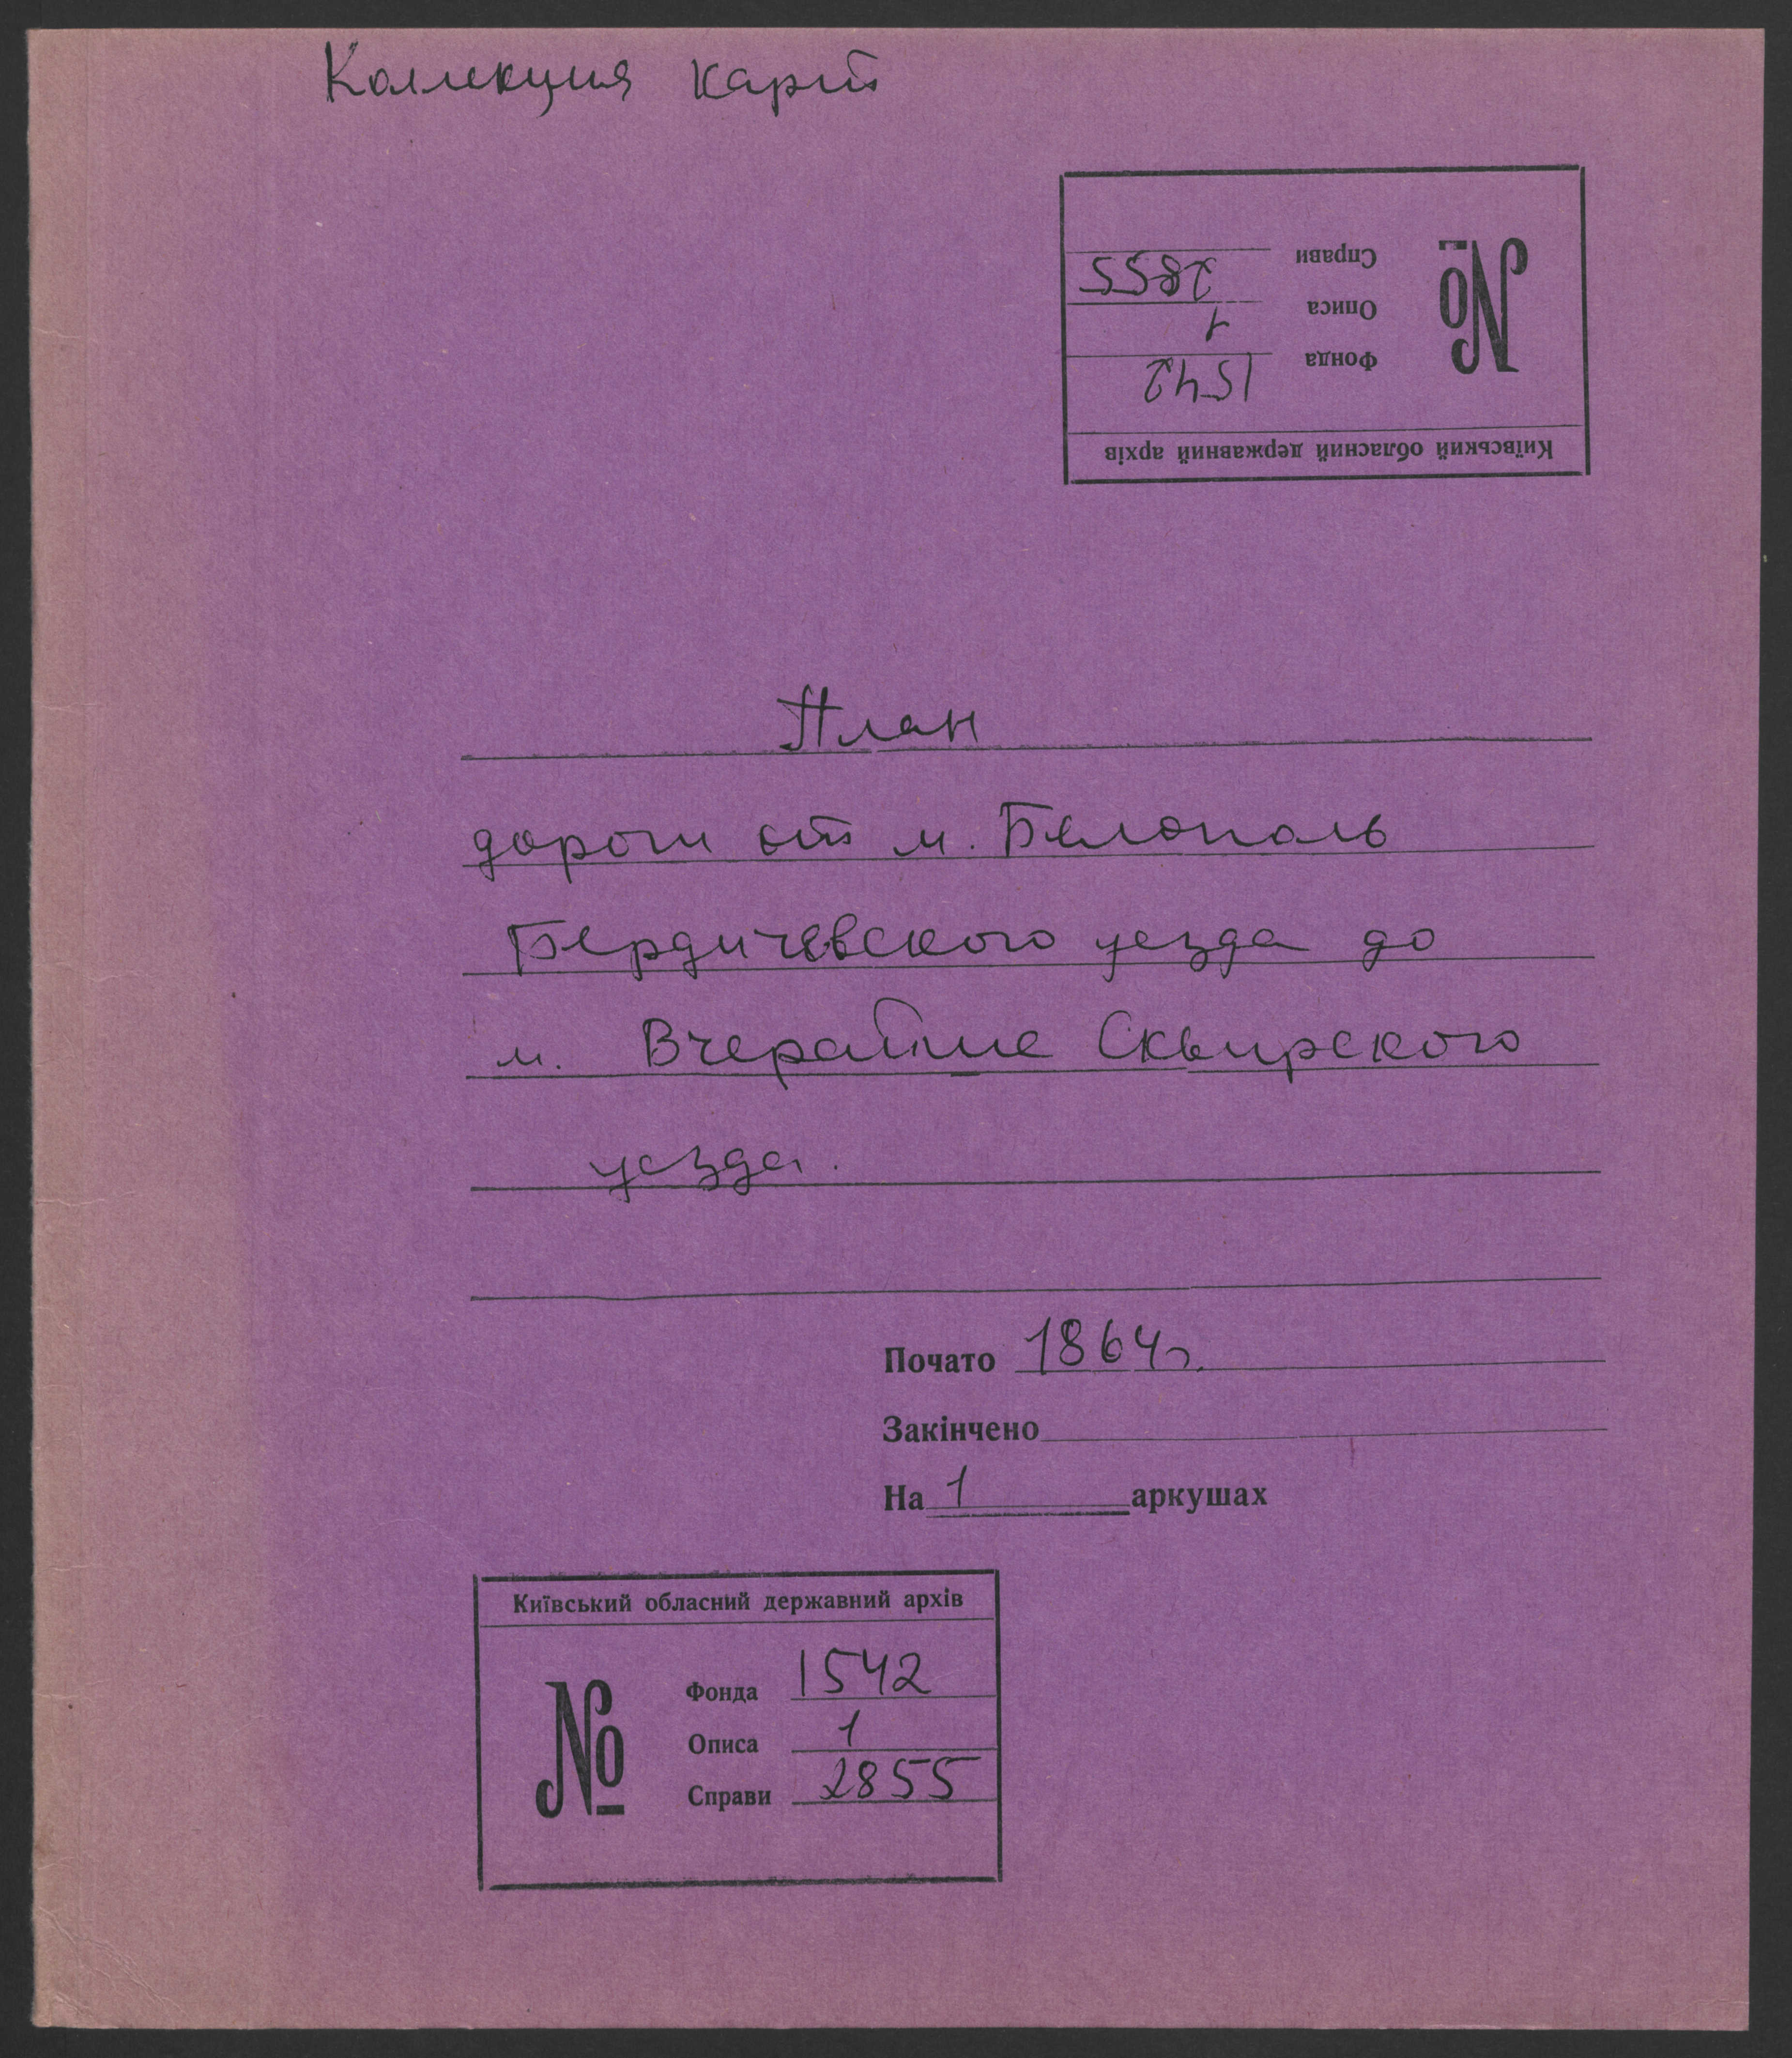 Коллекция карт
Київський обласний державний архів
№
Фонда 1542
Описа 1
Справи 2855
План
дороги от м. Белополь
Бердичевского уезда до
м. Вчерайше Сквирского
уезда.
Почато 1864 г.
Закінчено
На 1 аркушах
Київський обласний державний архів
№
Фонда 1542
Описа 1
Справи 2855